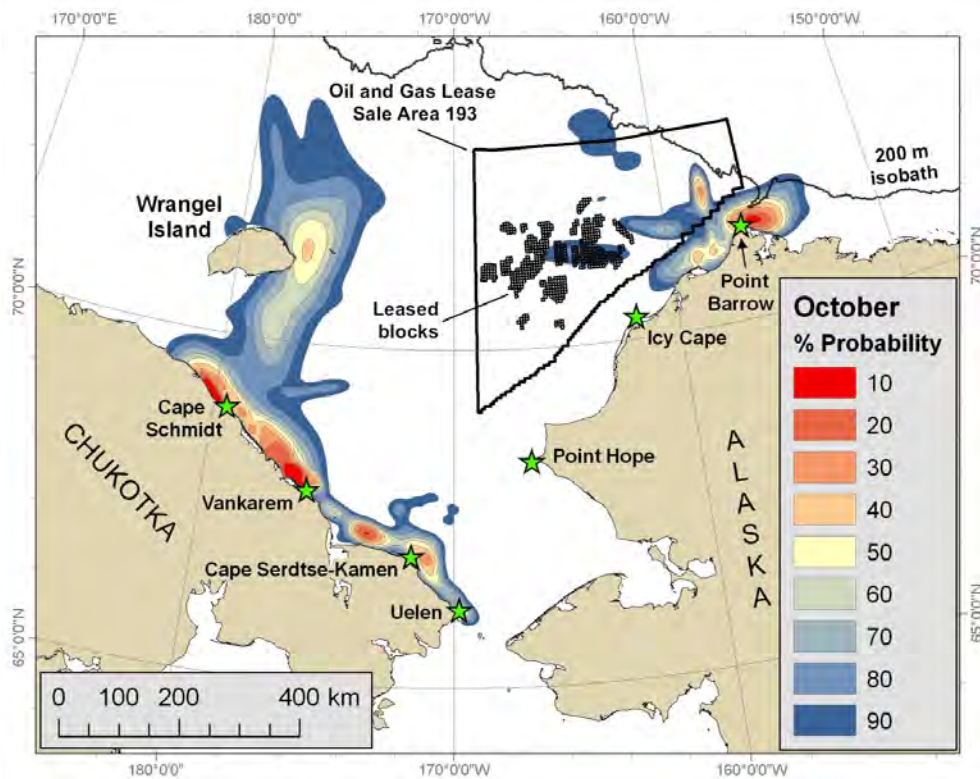 170°0'0"E
180°0'0"
170°0'0"W
160°0'0"W
150°0'0"W
Oil and Gas Lease
Sale Area 193
200 m
isobath
Wrangel
Island
70°0'0"N
70°0'0"N
Leased
blocks
Point
Barrow
Icy Cape
Cape
Schmidt
CHUKOTKA
Vankarem
Point Hope
ALASKA
Cape Serdtse-Kamen
Uelen
65°0'0"N
65°0'0"N
October
% Probability
10
20
30
40
50
60
70
80
90
0 100 200 400 km
180°0'0"
170°0'0"W
160°0'0"W